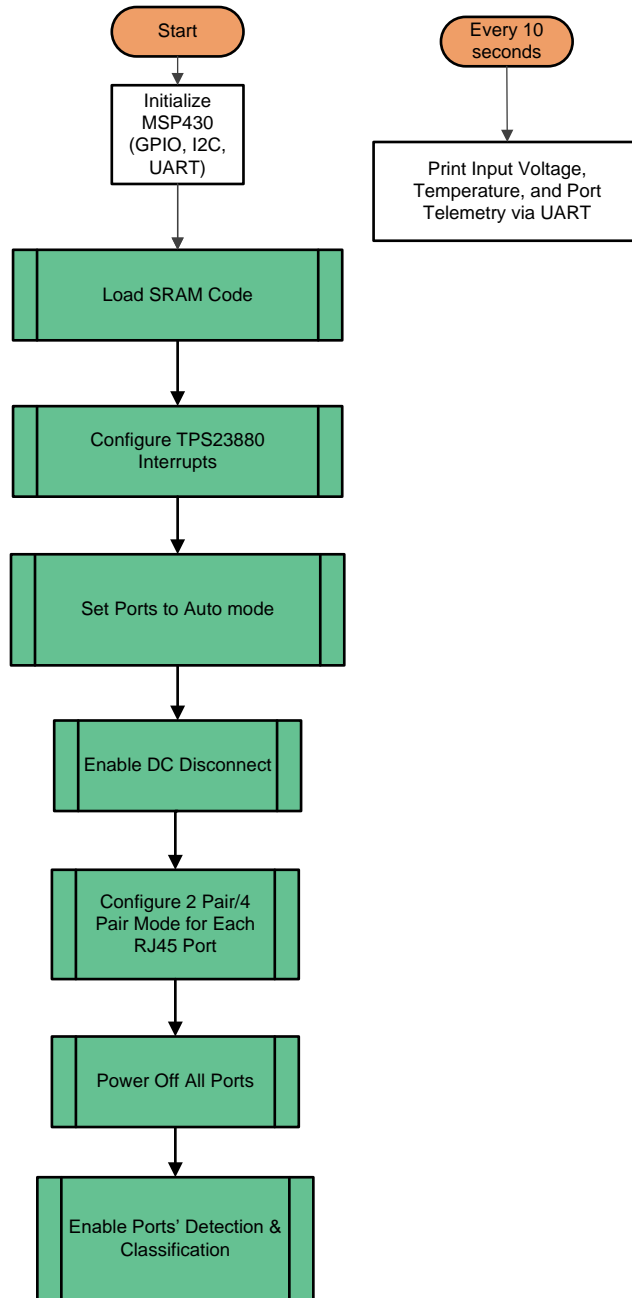 Start
Initialize
MSP430
(GPIO, I2C,
UART)
Load SRAM Code
Configure TPS23880
Interrupts
Set Ports to Auto mode
Enable DC Disconnect
Configure 2 Pair/4
Pair Mode for Each
RJ45 Port
Power Off All Ports
Enable Ports’ Detection &
Classification
Every 10
seconds
Print Input Voltage,
Temperature, and Port
Telemetry via UART